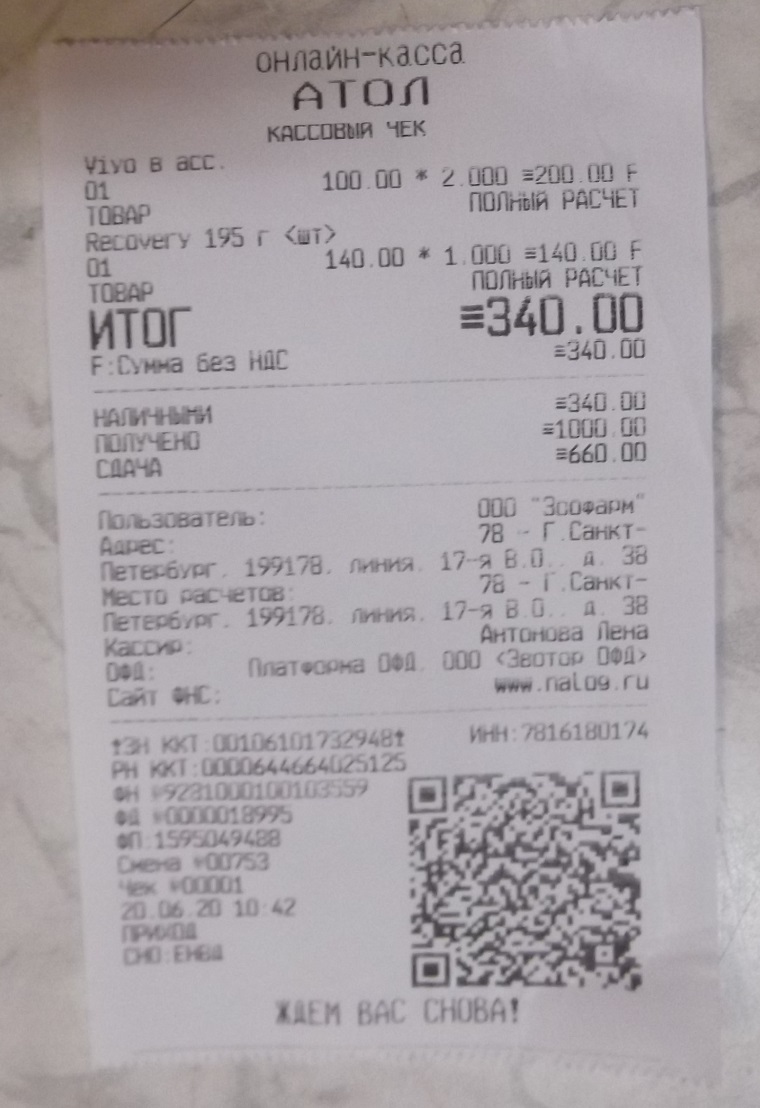 ОНЛАЙН-КАССА
АТОЛ
КАССОВЫЙ ЧЕК
Vivo в асс.
01 100.00 * 2.000 ≡200.00 F
ТОВАР ПОЛНЫЙ РАСЧЕТ
Recovery 195 г <шт>
01 140.00 * 1.000 ≡140.00 F
ТОВАР ПОЛНЫЙ РАСЧЕТ
ИТОГ ≡340.00
F:Сумма без НДС ≡340.00
НАЛИЧНЫМИ ≡340.00
ПОЛУЧЕНО ≡1000.00
СДАЧА ≡660.00
Пользователь: ООО "Зоофарм"
Адрес: 78 - Г.Санкт-
Петербург, 199178, линия, 17-я В.О., д. 38
Место расчетов: 78 - Г.Санкт-
Петербург, 199178, линия, 17-я В.О., д. 38
Кассир: Антонова Лена
ОФД: Платформа ОФД, ООО <Эвотор ОФД>
Сайт ФНС: www.nalog.ru
↑ЗН ККТ:00106101732948↑ ИНН:7816180174
РН ККТ:0000644664025125
ФН №9281000100103559
ФД №0000018995
ФП:1595049488
Смена №00753
Чек №00001
20.06.20 10:42
ПРИХОД
СНО:ЕНВД
ЖДЕМ ВАС СНОВА!